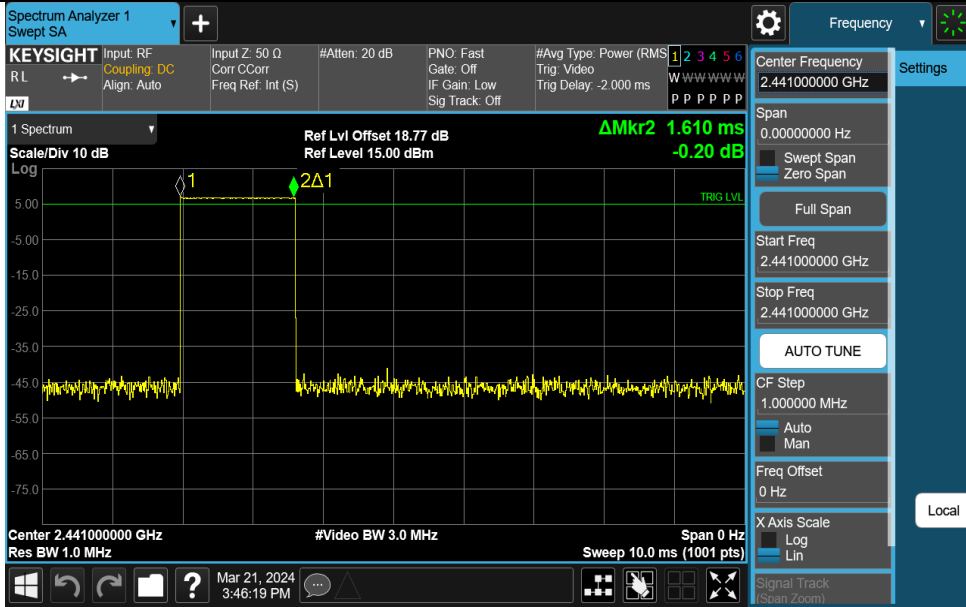 Spectrum Analyzer 1
Swept SA
+
Frequency
KEYSIGHT
RL
LXI
Input: RF
Coupling: DC
Align: Auto
Input Z: 50 Ω
Corr CCorr
Freq Ref: Int (S)
#Atten: 20 dB
PNO: Fast
Gate: Off
IF Gain: Low
Sig Track: Off
#Avg Type: Power (RMS
Trig: Video
Trig Delay: -2.000 ms
1 2 3 4 5 6
W W W W W W
P P P P P P
1 Spectrum
Scale/Div 10 dB
Log
Ref Lvl Offset 18.77 dB
Ref Level 15.00 dBm
ΔMkr2 1.610 ms
-0.20 dB
1
2Δ1
TRIG LVL
5.00
-5.00
-15.0
-25.0
-35.0
-45.0
-55.0
-65.0
-75.0
Center 2.441000000 GHz
Res BW 1.0 MHz
#Video BW 3.0 MHz
Span 0 Hz
Sweep 10.0 ms (1001 pts)
?
Mar 21, 2024
3:46:19 PM
Center Frequency
2.441000000 GHz
Span
0.00000000 Hz
Swept Span
Zero Span
Full Span
Start Freq
2.441000000 GHz
Stop Freq
2.441000000 GHz
AUTO TUNE
CF Step
1.000000 MHz
Auto
Man
Freq Offset
0 Hz
X Axis Scale
Log
Lin
Signal Track
(Span Zoom)
Settings
Local